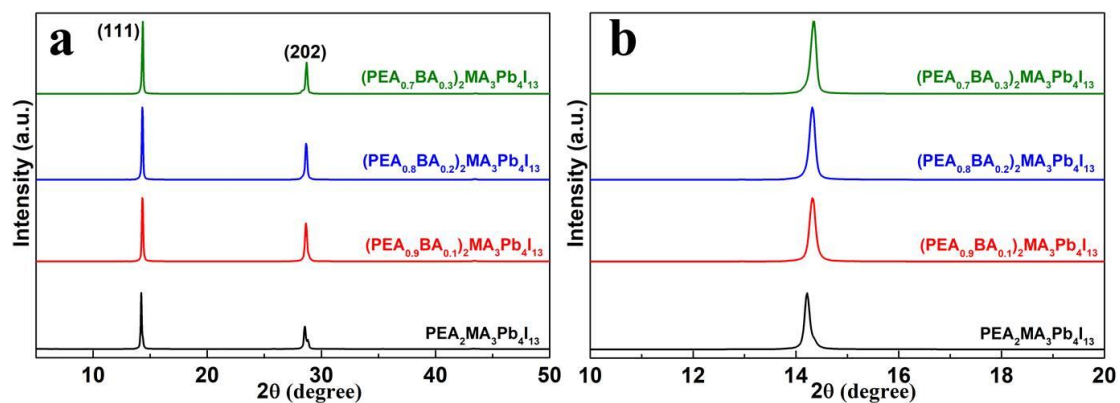 a
(111)
(202)
(PEA0.7BA0.3)2MA3Pb4I13
(PEA0.8BA0.2)2MA3Pb4I13
(PEA0.9BA0.1)2MA3Pb4I13
PEA2MA3Pb4I13
Intensity (a.u.)
10 20 30 40 50
2θ (degree)
b
(PEA0.7BA0.3)2MA3Pb4I13
(PEA0.8BA0.2)2MA3Pb4I13
(PEA0.9BA0.1)2MA3Pb4I13
PEA2MA3Pb4I13
Intensity (a.u.)
10 12 14 16 18 20
2θ (degree)